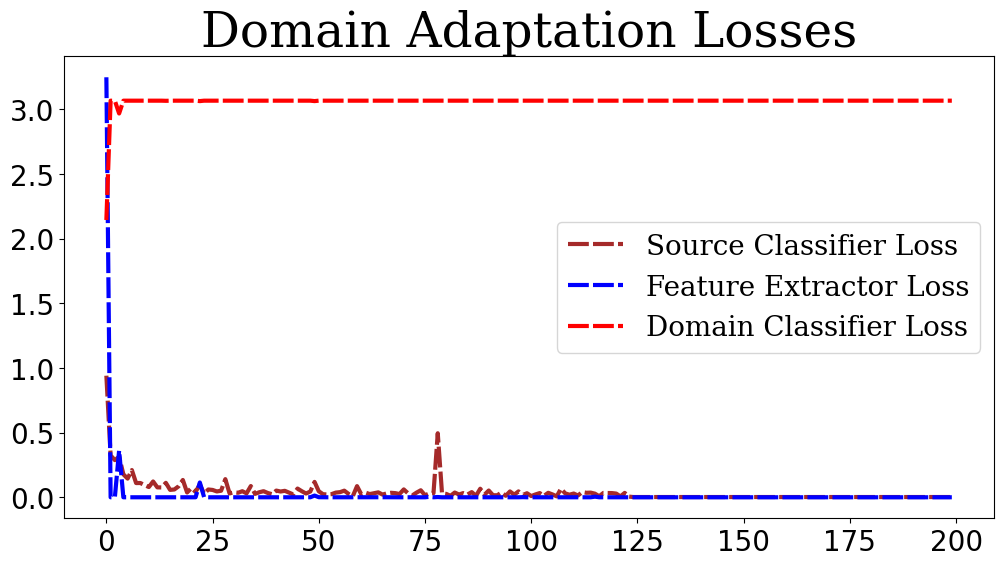 Domain Adaptation Losses
3.0
2.5
2.0
1.5
1.0
0.5
0.0
Source Classifier Loss
Feature Extractor Loss
Domain Classifier Loss
0 25 50 75 100 125 150 175 200